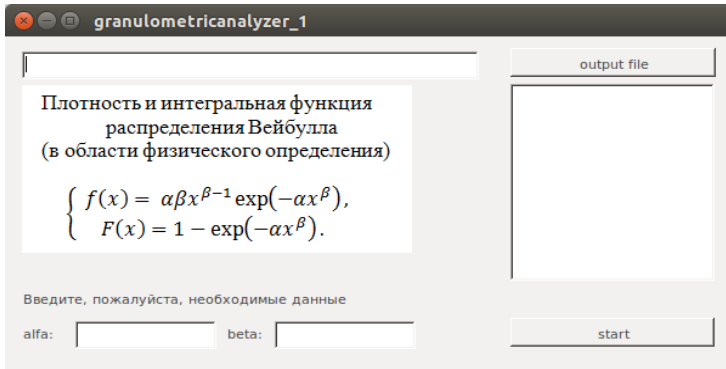 granulometricanalyzer_1
output file
Плотность и интегральная функция
распределения Вейбулла
(в области физического определения)
f(x) = αβx^{β−1} exp(−αx^β),
F(x) = 1 − exp(−αx^β).
Введите, пожалуйста, необходимые данные
alfa: beta: start